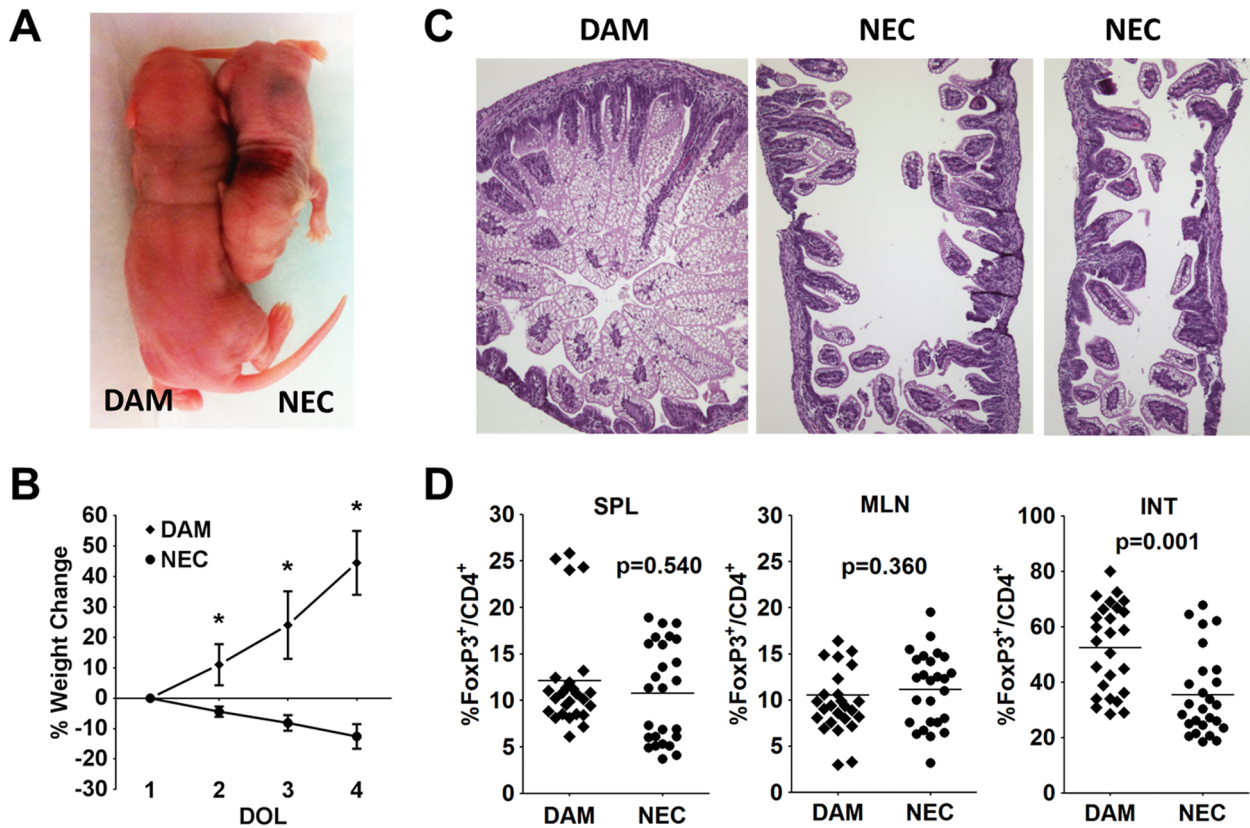 A
DAM
NEC
C
DAM
NEC
NEC
B
% Weight Change
60
50
40
30
20
10
0
-10
-20
-30
DAM
NEC
*
*
*
1
2
3
4
DOL
D
SPL
%FoxP3⁺/CD4⁺
30
25
20
15
10
5
0
p=0.540
DAM
NEC
MLN
%FoxP3⁺/CD4⁺
30
25
20
15
10
5
0
p=0.360
DAM
NEC
INT
%FoxP3⁺/CD4⁺
100
80
60
40
20
0
p=0.001
DAM
NEC